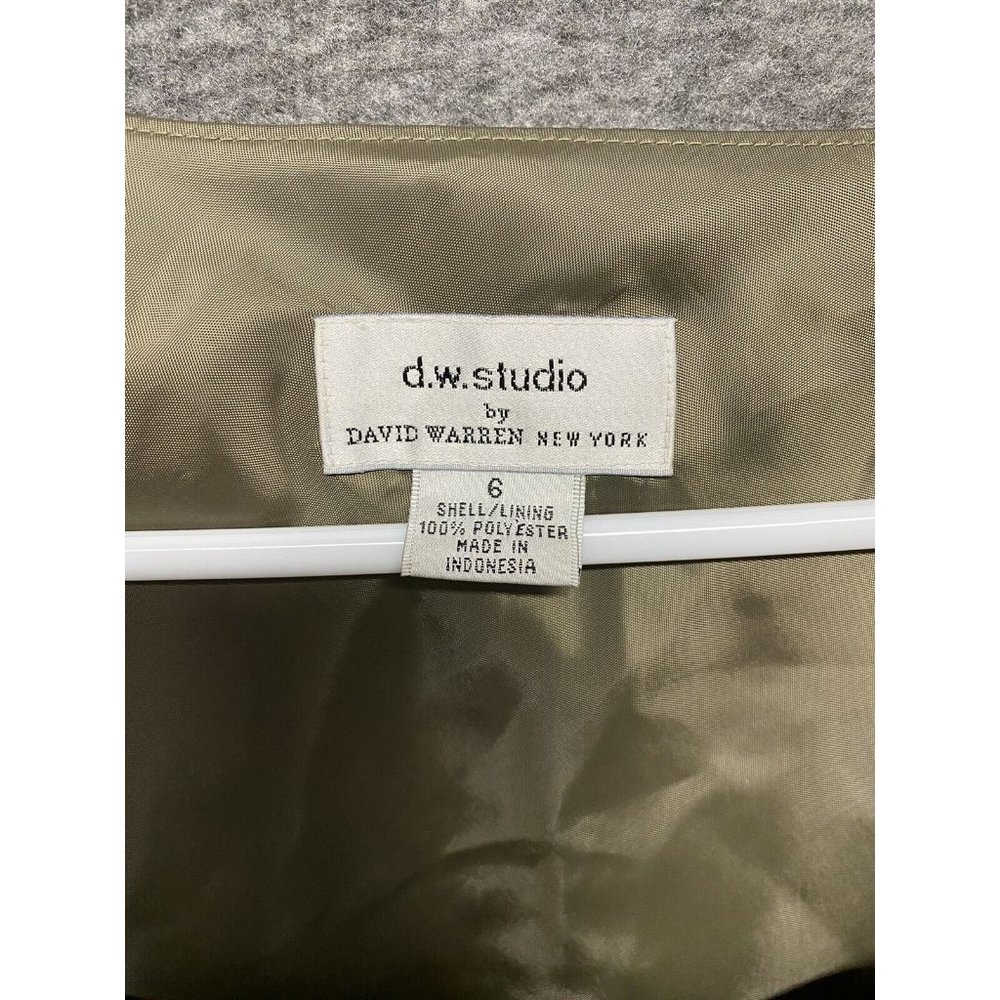 d.w.studio
by
DAVID WARREN NEW YORK
6
SHELL/LINING
100% POLYESTER
MADE IN
INDONESIA